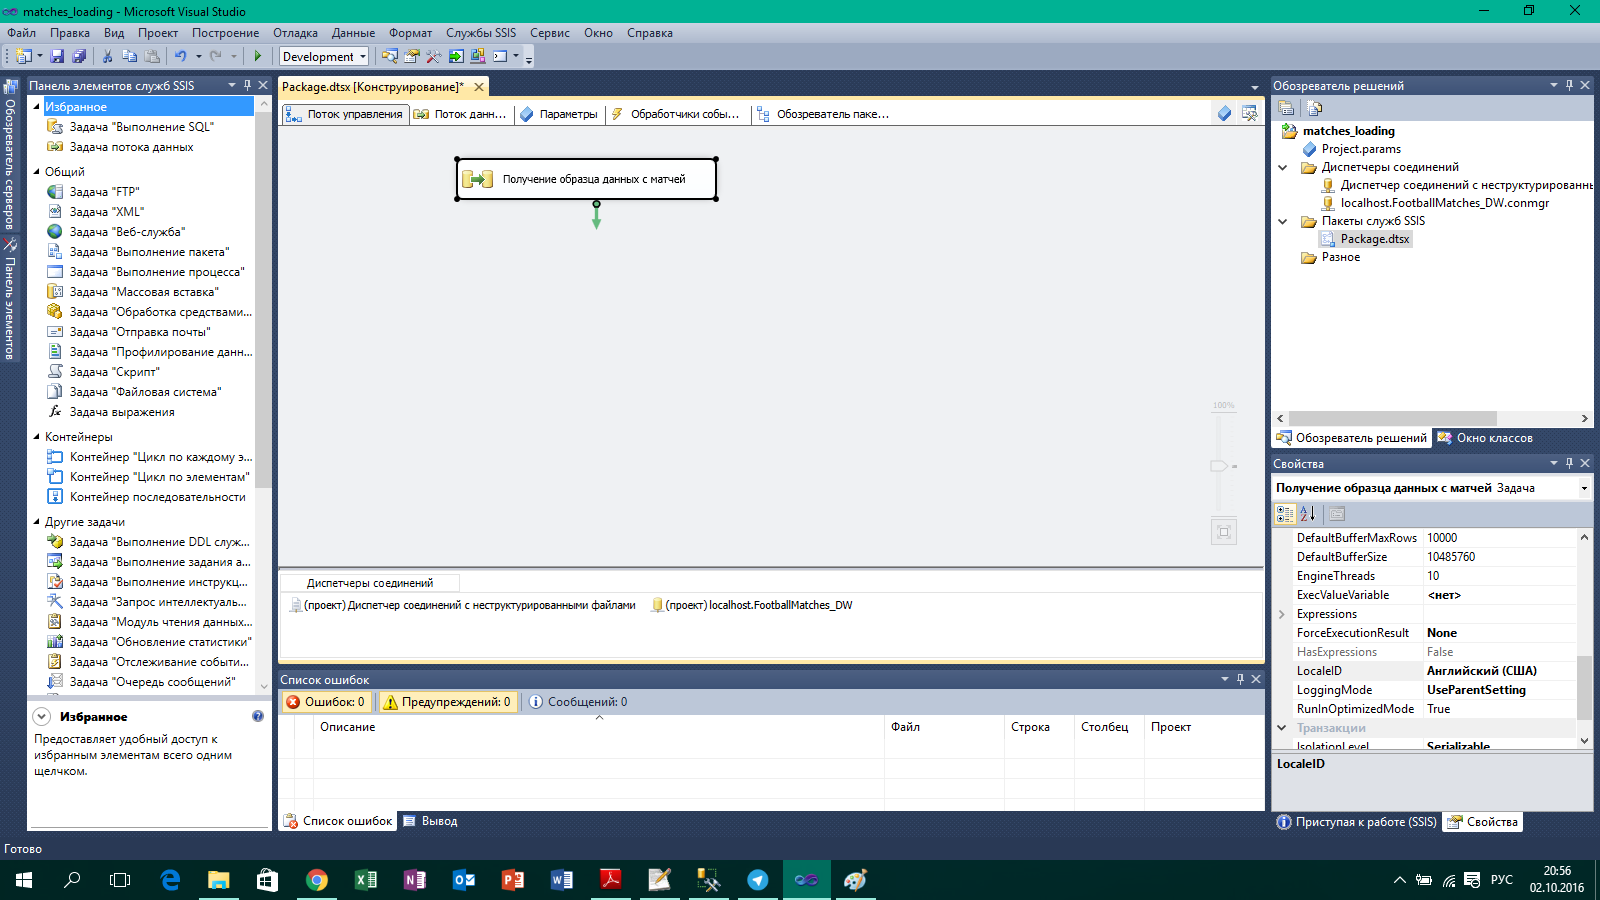 matches_loading - Microsoft Visual Studio
Файл Правка Вид Проект Построение Отладка Данные Формат Службы SSIS Сервис Окно Справка
Development
Обозреватель серверов
Панель элементов
Панель элементов служб SSIS
Избранное
Задача "Выполнение SQL"
Задача потока данных
Общий
Задача "FTP"
Задача "XML"
Задача "Веб-служба"
Задача "Выполнение пакета"
Задача "Выполнение процесса"
Задача "Массовая вставка"
Задача "Обработка средствами...
Задача "Отправка почты"
Задача "Профилирование данн...
Задача "Скрипт"
Задача "Файловая система"
Задача выражения
Контейнеры
Контейнер "Цикл по каждому э...
Контейнер "Цикл по элементам"
Контейнер последовательности
Другие задачи
Задача "Выполнение DDL служ...
Задача "Выполнение задания а...
Задача "Выполнение инструкц...
Задача "Запрос интеллектуаль...
Задача "Модуль чтения данных...
Задача "Обновление статистики"
Задача "Отслеживание событи...
Задача "Очередь сообщений"
Избранное
Предоставляет удобный доступ к
избранным элементам всего одним
щелчком.
Package.dtsx [Конструирование]*
Поток управления Поток данн... Параметры Обработчики собы... Обозреватель паке...
Получение образца данных с матчей
100%
Диспетчеры соединений
(проект) Диспетчер соединений с неструктурированными файлами (проект) localhost.FootballMatches_DW
Список ошибок
Ошибок: 0 Предупреждений: 0 Сообщений: 0
Описание Файл Строка Столбец Проект
Список ошибок Вывод
Обозреватель решений
matches_loading
Project.params
Диспетчеры соединений
Диспетчер соединений с неструктурированны
localhost.FootballMatches_DW.conmgr
Пакеты служб SSIS
Package.dtsx
Разное
Обозреватель решений Окно классов
Свойства
Получение образца данных с матчей Задача
DefaultBufferMaxRows 10000
DefaultBufferSize 10485760
EngineThreads 10
ExecValueVariable <нет>
Expressions
ForceExecutionResult None
HasExpressions False
LocaleID Английский (США)
LoggingMode UseParentSetting
RunInOptimizedMode True
Транзакции
IsolationLevel Serializable
LocaleID
Приступая к работе (SSIS) Свойства
Готово
РУС
20:56
02.10.2016